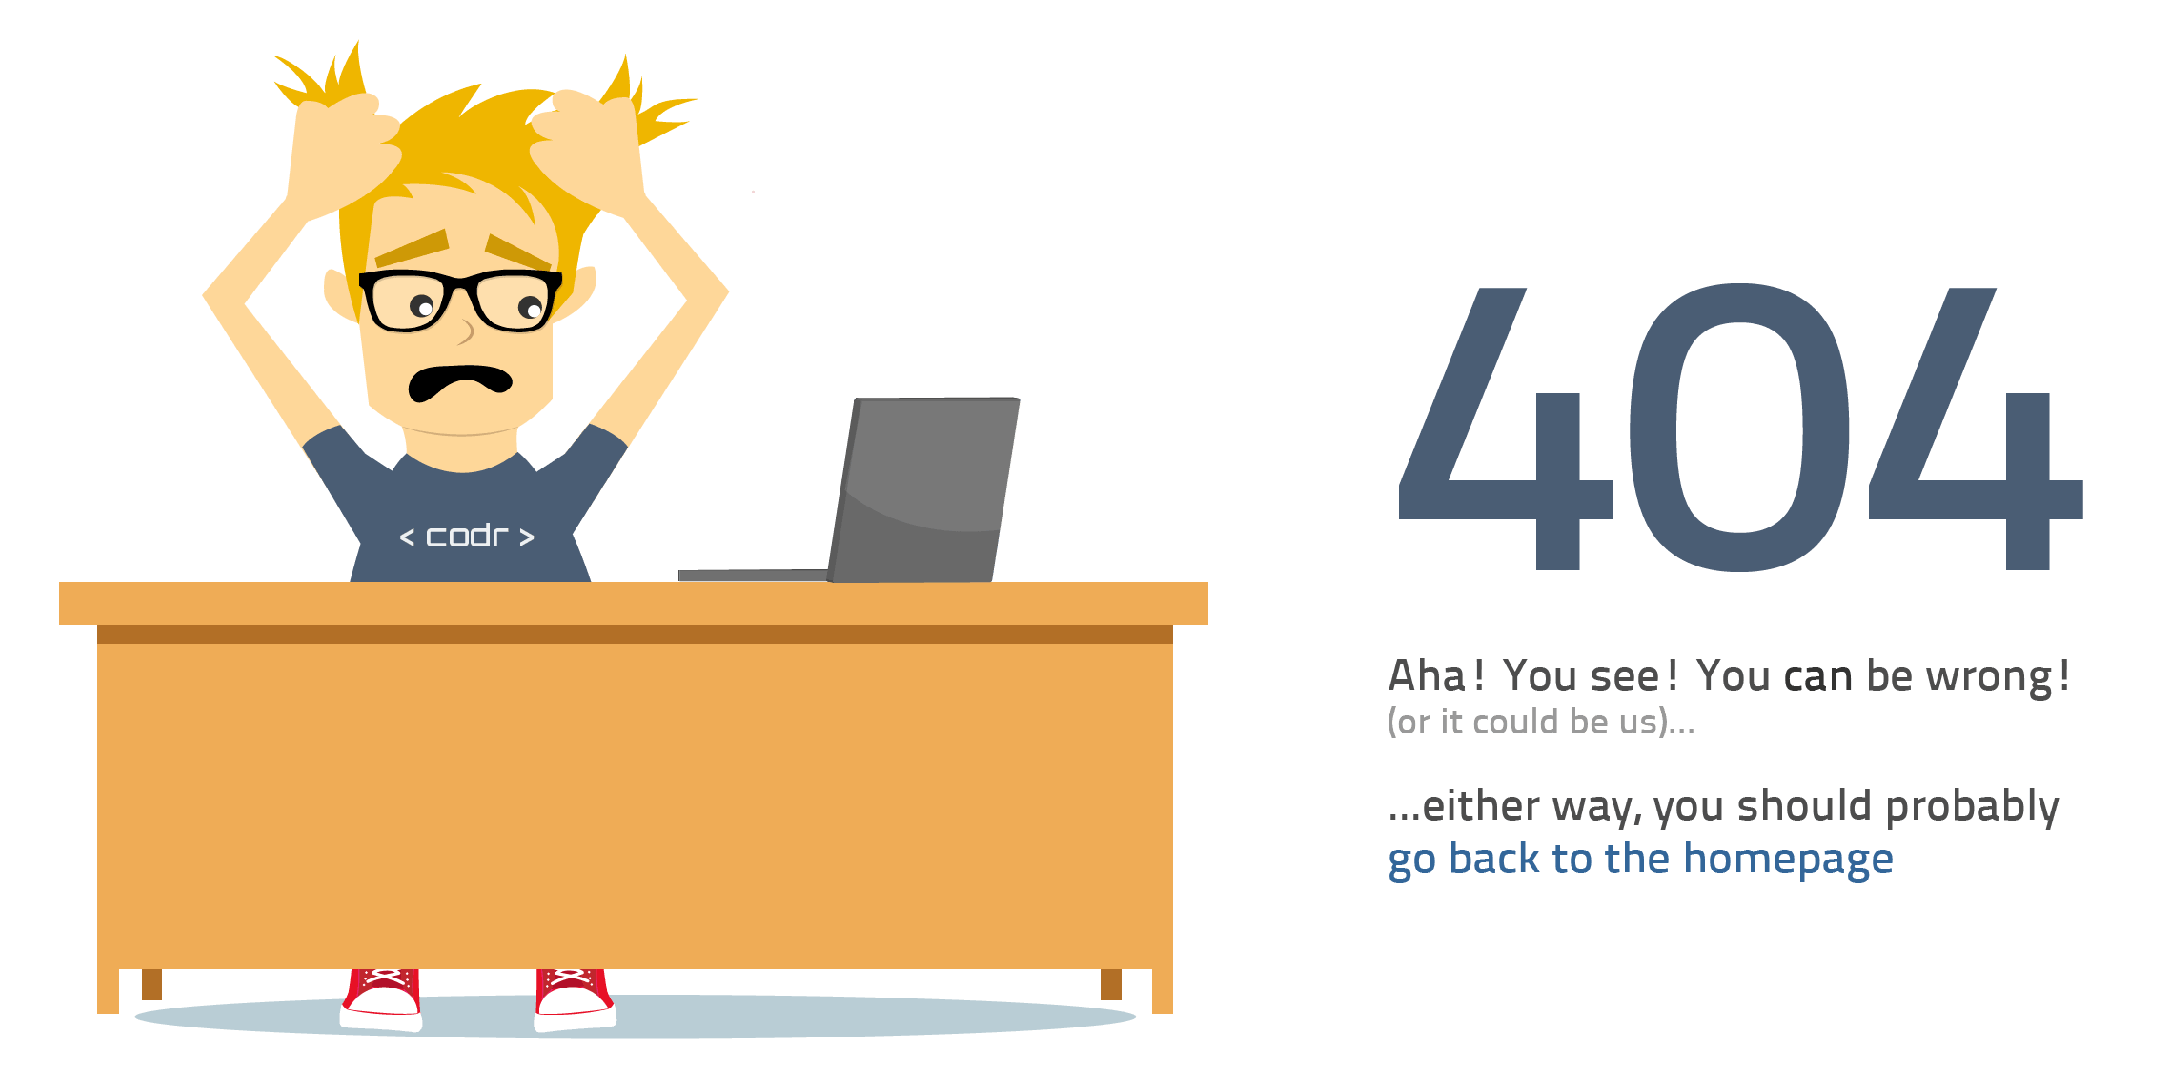 < codr >
404
Aha! You see! You can be wrong!
(or it could be us)...
...either way, you should probably
go back to the homepage